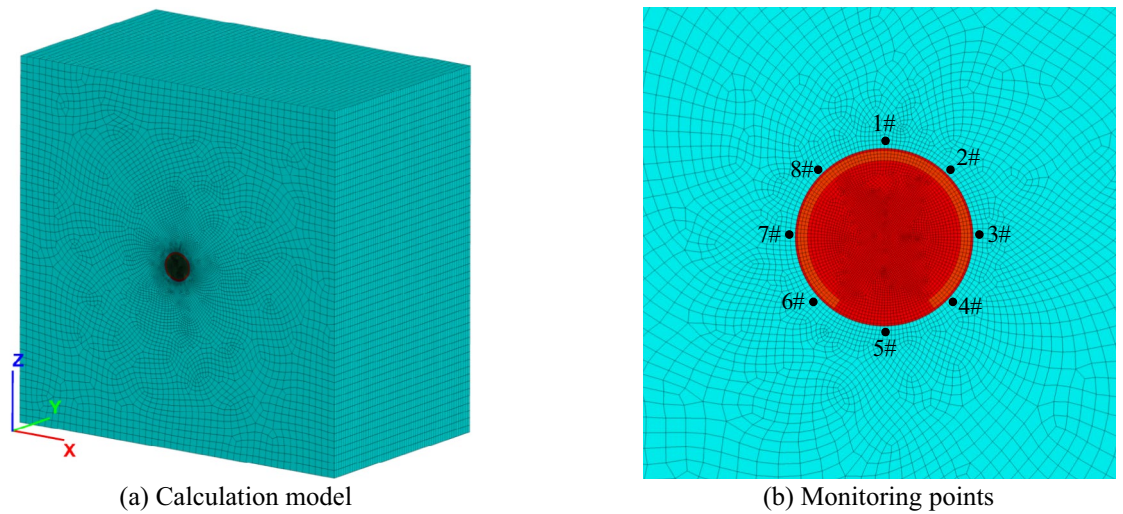 Z
Y
X
1#
8#
2#
7#
3#
6#
4#
5#
(a) Calculation model
(b) Monitoring points